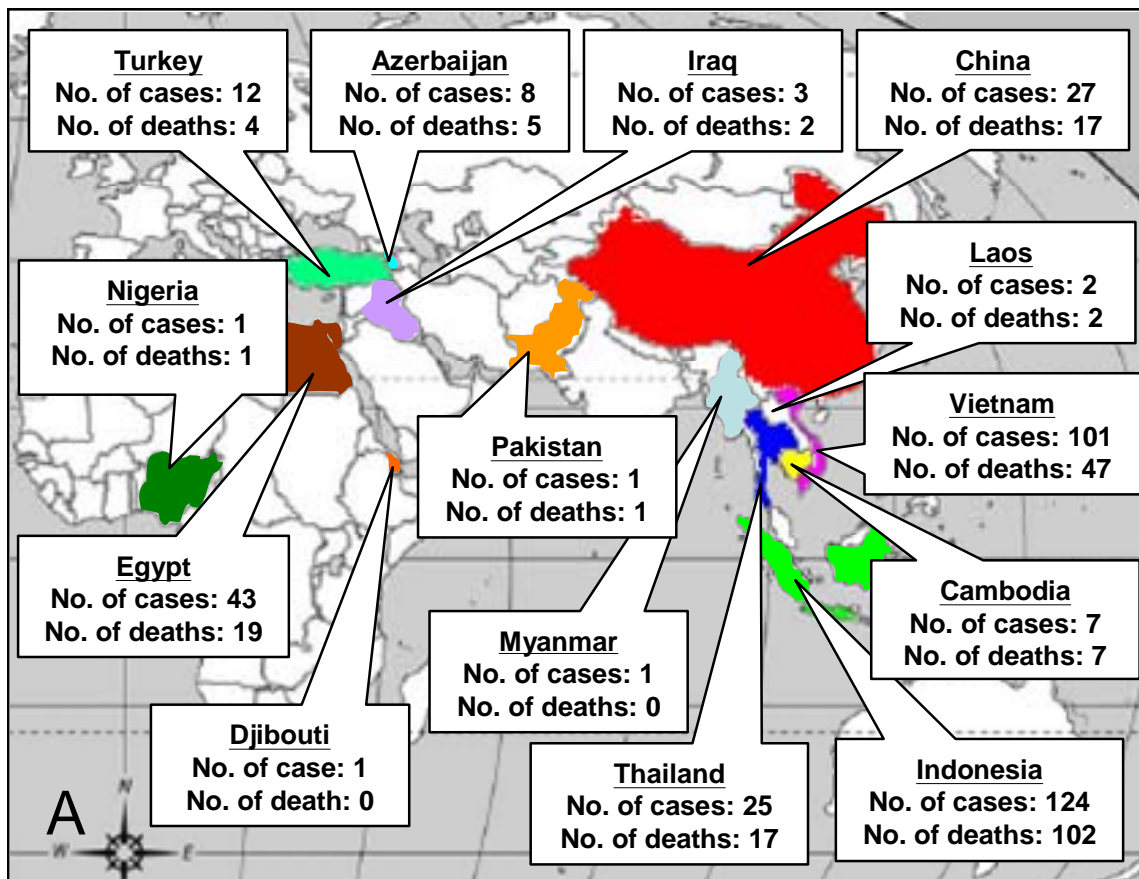 Turkey
No. of cases: 12
No. of deaths: 4
Azerbaijan
No. of cases: 8
No. of deaths: 5
Iraq
No. of cases: 3
No. of deaths: 2
China
No. of cases: 27
No. of deaths: 17
Nigeria
No. of cases: 1
No. of deaths: 1
Laos
No. of cases: 2
No. of deaths: 2
Pakistan
No. of cases: 1
No. of deaths: 1
Vietnam
No. of cases: 101
No. of deaths: 47
Egypt
No. of cases: 43
No. of deaths: 19
Myanmar
No. of cases: 1
No. of deaths: 0
Cambodia
No. of cases: 7
No. of deaths: 7
Djibouti
No. of case: 1
No. of death: 0
Thailand
No. of cases: 25
No. of deaths: 17
Indonesia
No. of cases: 124
No. of deaths: 102
A
N
W
E